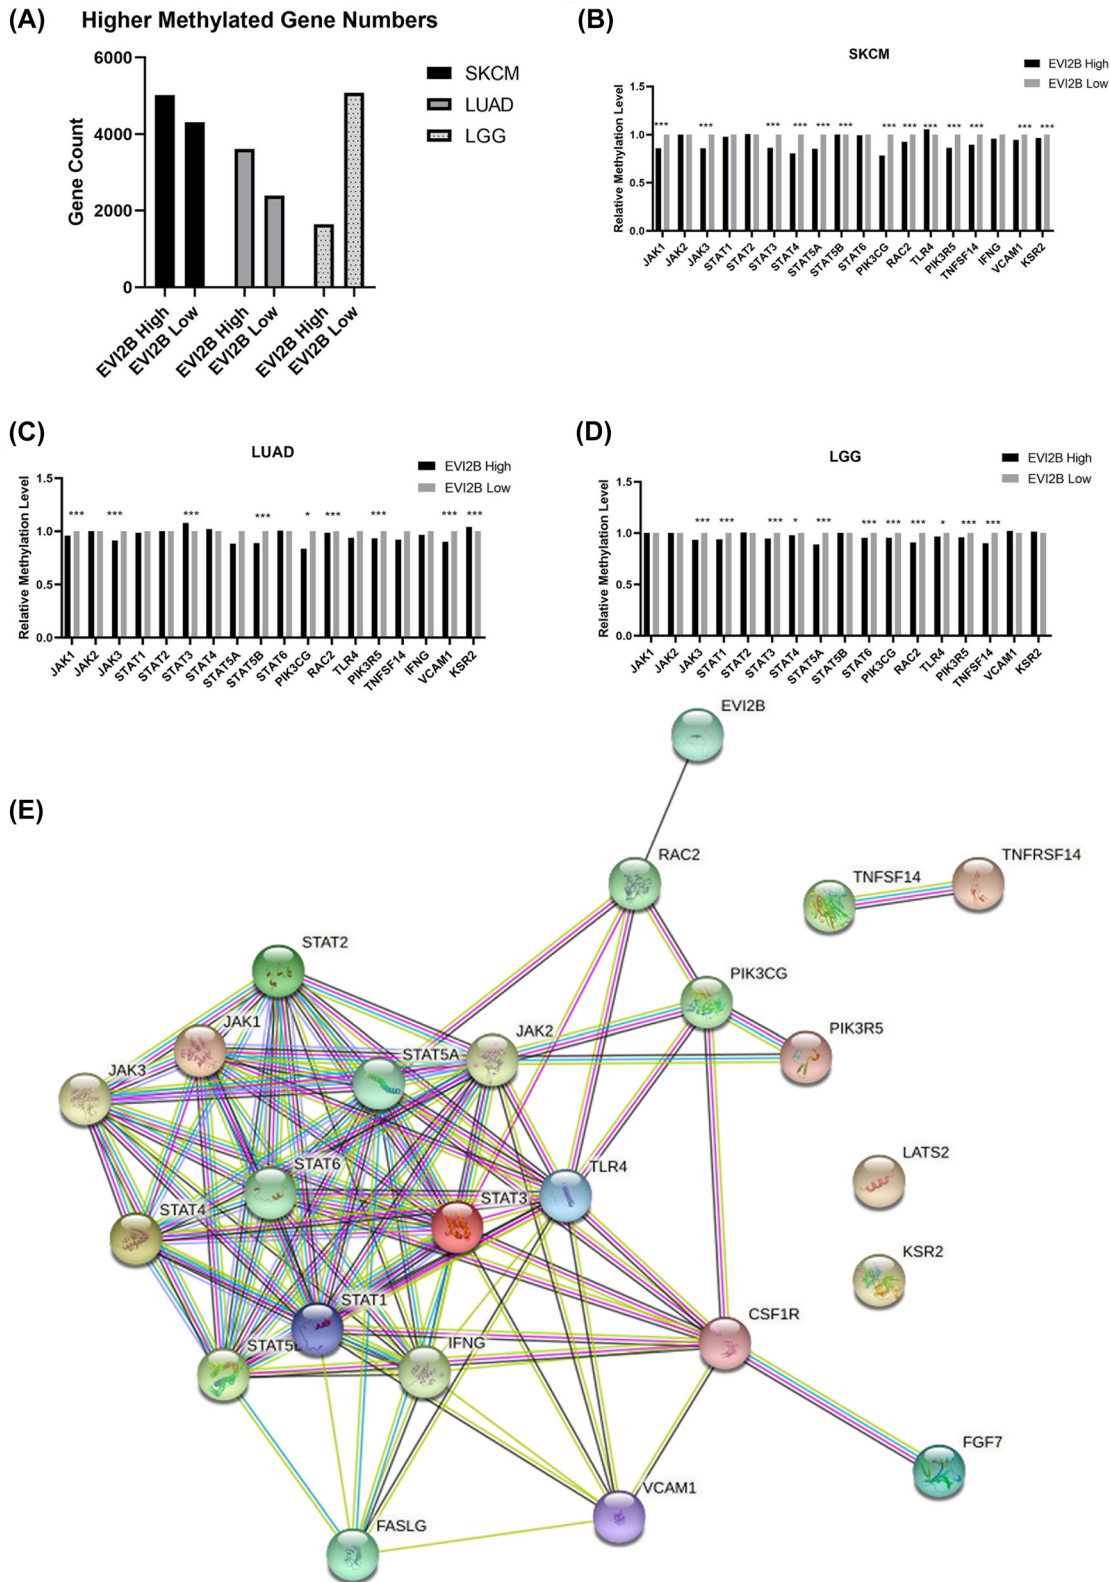 (A) Higher Methylated Gene Numbers
6000
4000
2000
0
Gene Count
SKCM
LUAD
LGG
EVI2B High
EVI2B Low
EVI2B High
EVI2B Low
EVI2B High
EVI2B Low
(B)
SKCM
EVI2B High
EVI2B Low
Relative Methylation Level
1.5
1.0
0.5
0.0
*** *** *** *** *** *** *** *** *** *** *** *** ***
JAK1
JAK2
JAK3
STAT1
STAT2
STAT3
STAT4
STAT5A
STAT5B
STAT6
PIK3CG
RAC2
TLR4
PIK3R5
TNFSF14
IFNG
VCAM1
KSR2
(C)
LUAD
EVI2B High
EVI2B Low
Relative Methylation Level
1.5
1.0
0.5
0.0
*** *** *** *** * *** *** *** ***
JAK1
JAK2
JAK3
STAT1
STAT2
STAT3
STAT4
STAT5A
STAT5B
STAT6
PIK3CG
RAC2
TLR4
PIK3R5
TNFSF14
IFNG
VCAM1
KSR2
(D)
LGG
EVI2B High
EVI2B Low
Relative Methylation Level
1.5
1.0
0.5
0.0
*** *** *** * *** *** *** *** * *** ***
JAK1
JAK2
JAK3
STAT1
STAT2
STAT3
STAT4
STAT5A
STAT5B
STAT6
PIK3CG
RAC2
TLR4
PIK3R5
TNFSF14
VCAM1
KSR2
(E)
EVI2B
RAC2
TNFRSF14
TNFSF14
STAT2
PIK3CG
JAK1
JAK2
PIK3R5
STAT5A
JAK3
LATS2
STAT6
TLR4
STAT3
STAT4
KSR2
STAT1
CSF1R
IFNG
STAT5B
FGF7
VCAM1
FASLG